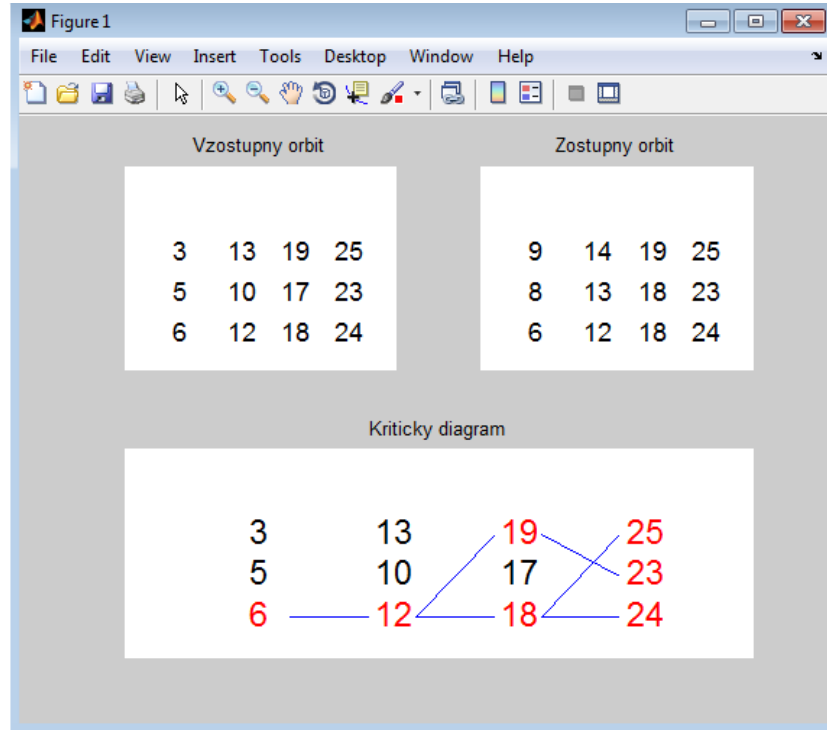 Figure 1
File Edit View Insert Tools Desktop Window Help
Vzostupny orbit
3 13 19 25
5 10 17 23
6 12 18 24
Zostupny orbit
9 14 19 25
8 13 18 23
6 12 18 24
Kriticky diagram
3 13 19 25
5 10 17 23
6 12 18 24